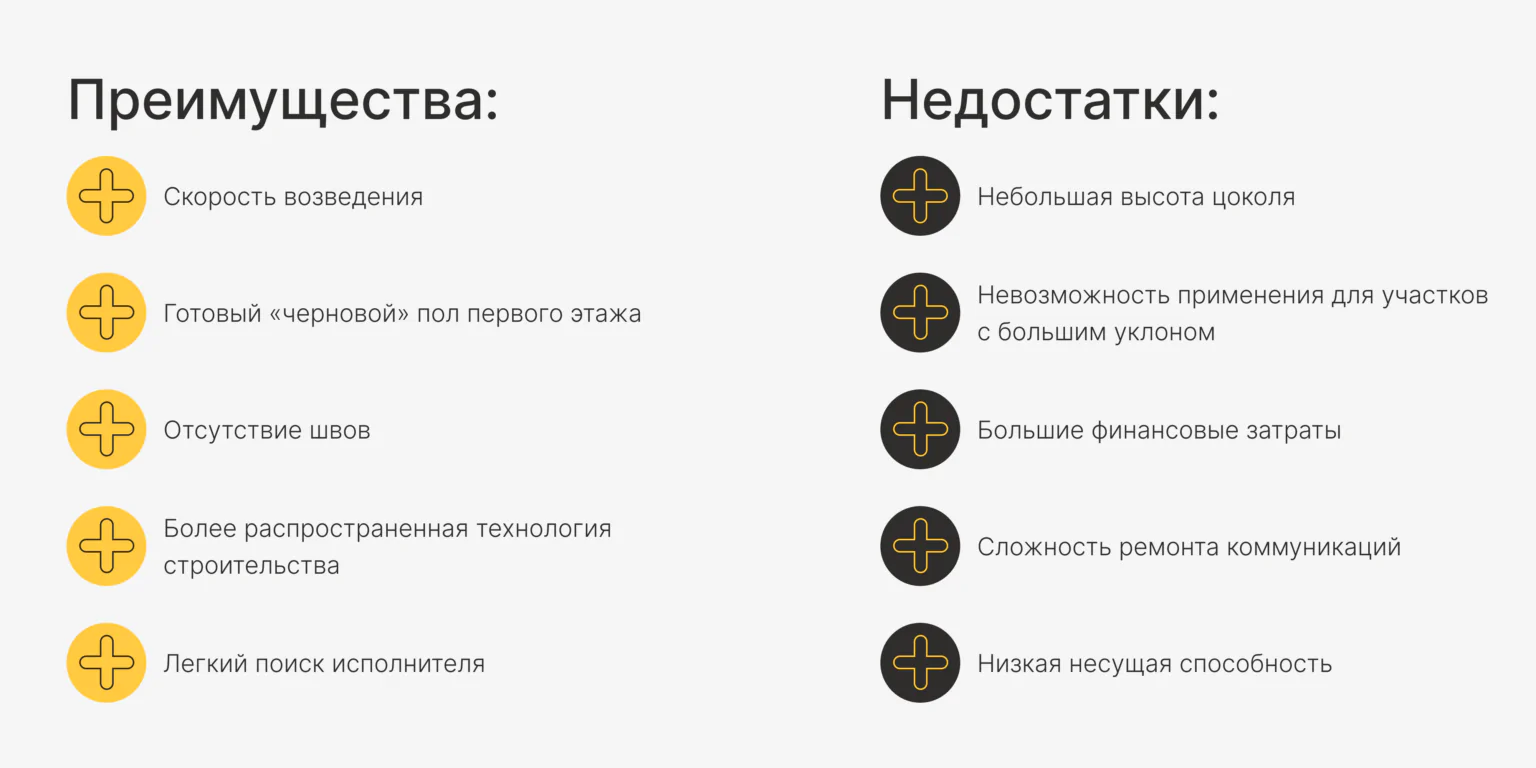 Преимущества:
Скорость возведения
Готовый «черновой» пол первого этажа
Отсутствие швов
Более распространенная технология
строительства
Легкий поиск исполнителя
Недостатки:
Небольшая высота цоколя
Невозможность применения для участков
с большим уклоном
Большие финансовые затраты
Сложность ремонта коммуникаций
Низкая несущая способность